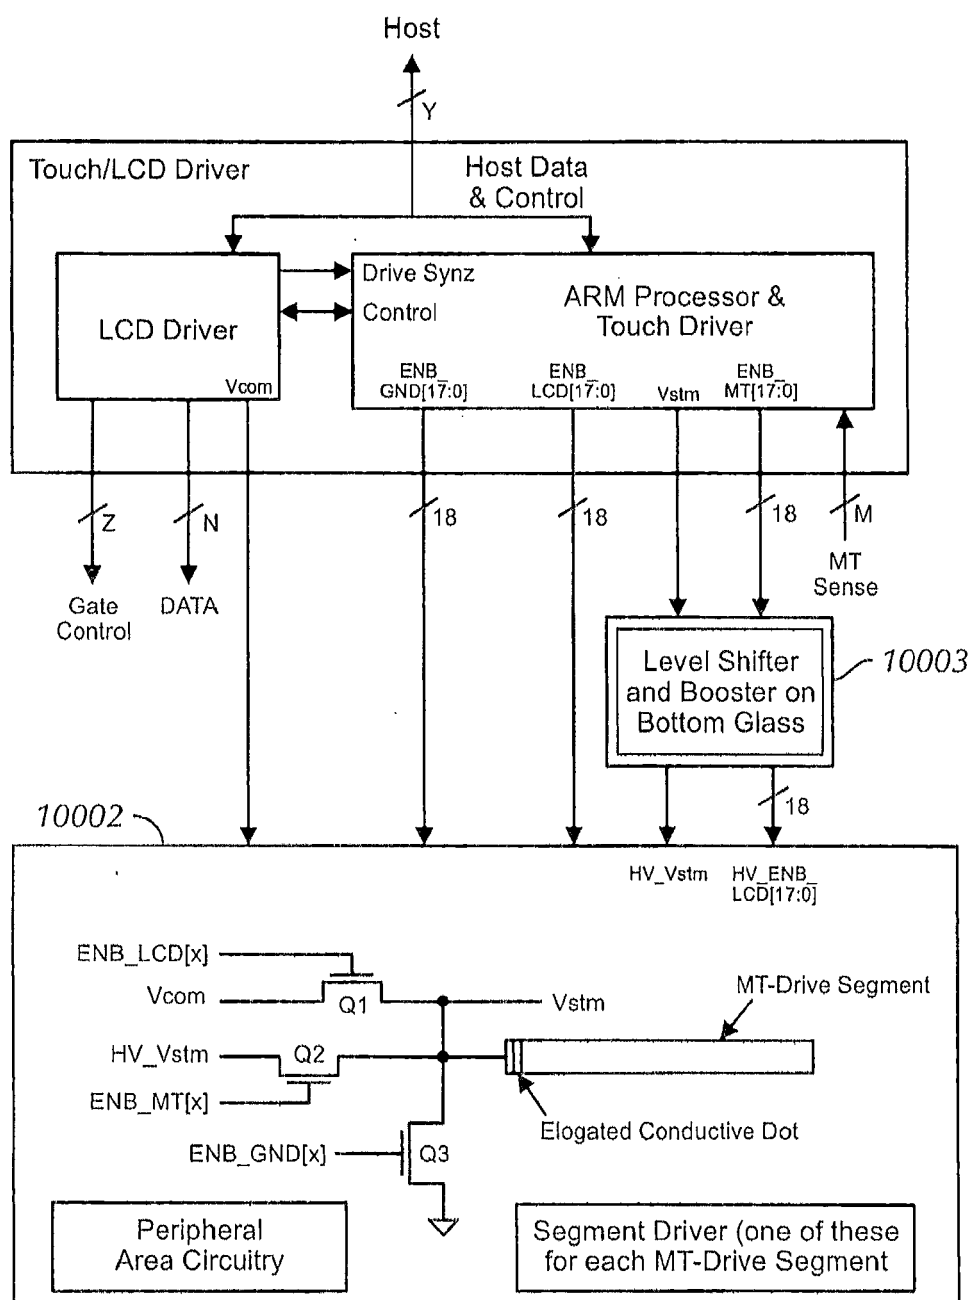 Host
Y
Touch/LCD Driver
Host Data
& Control
LCD Driver
Vcom
Drive Synz
Control
ARM Processor &
Touch Driver
ENB_
GND[17:0]
ENB_
LCD[17:0]
Vstm
ENB_
MT[17:0]
Z
N
18
18
18
M
Gate
Control
DATA
MT
Sense
Level Shifter
and Booster on
Bottom Glass
10003
18
10002
HV_Vstm
HV_ENB_
LCD[17:0]
ENB_LCD[x]
Vcom
Q1
Vstm
MT-Drive Segment
HV_Vstm
Q2
ENB_MT[x]
Elogated Conductive Dot
ENB_GND[x]
Q3
Peripheral
Area Circuitry
Segment Driver (one of these
for each MT-Drive Segment